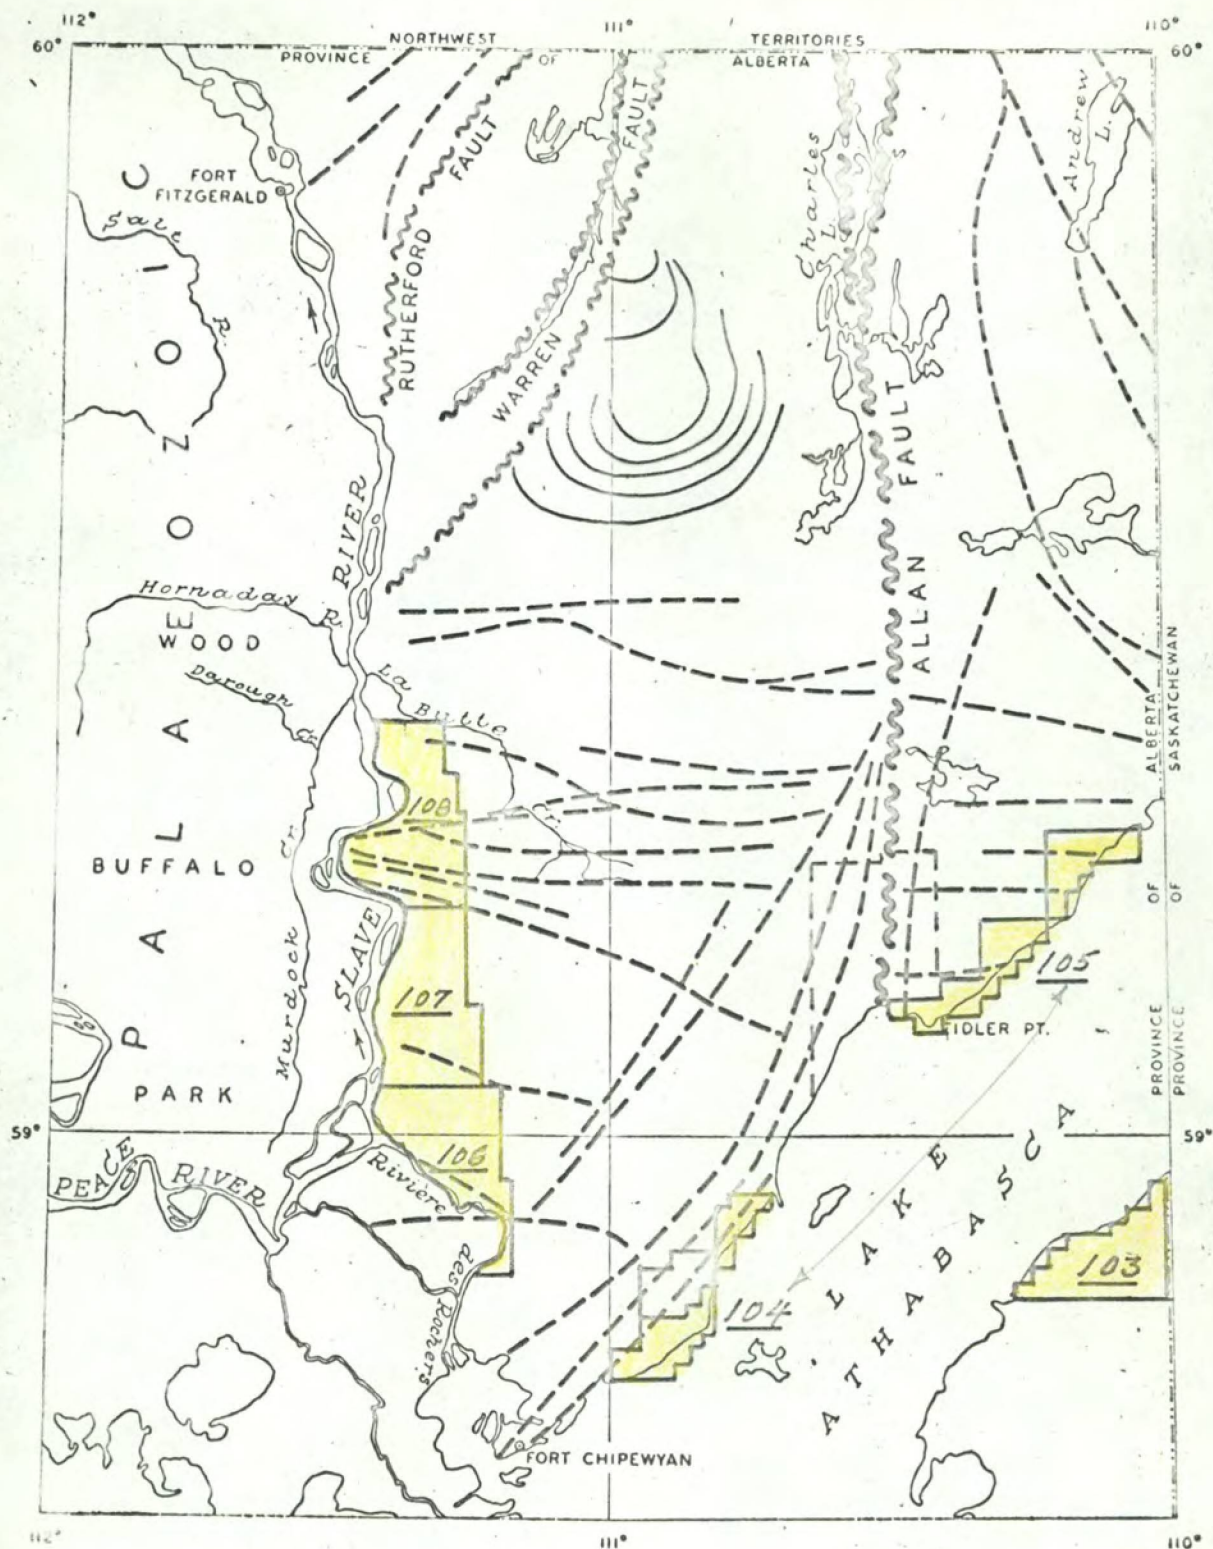 112°
111°
110°
60°
NORTHWEST TERRITORIES
60°
PROVINCE OF ALBERTA
FORT
FITZGERALD
Salt
R.
RUTHERFORD
FAULT
WARREN
FAULT
Charles
L.
Andrew
L.
ALLAN FAULT
PALAEOZOIC
RIVER
Hornaday
R.
WOOD
Darough
Cr.
La
Butte
Cr.
108
BUFFALO
Murdock Cr.
SLAVE
107
105
FIDLER PT.
PARK
ALBERTA
SASKATCHEWAN
OF
OF
PROVINCE
PROVINCE
59°
59°
106
PEACE RIVER
Rivière
des Rochers
LAKE
ATHABASCA
103
104
FORT CHIPEWYAN
112°
111°
110°